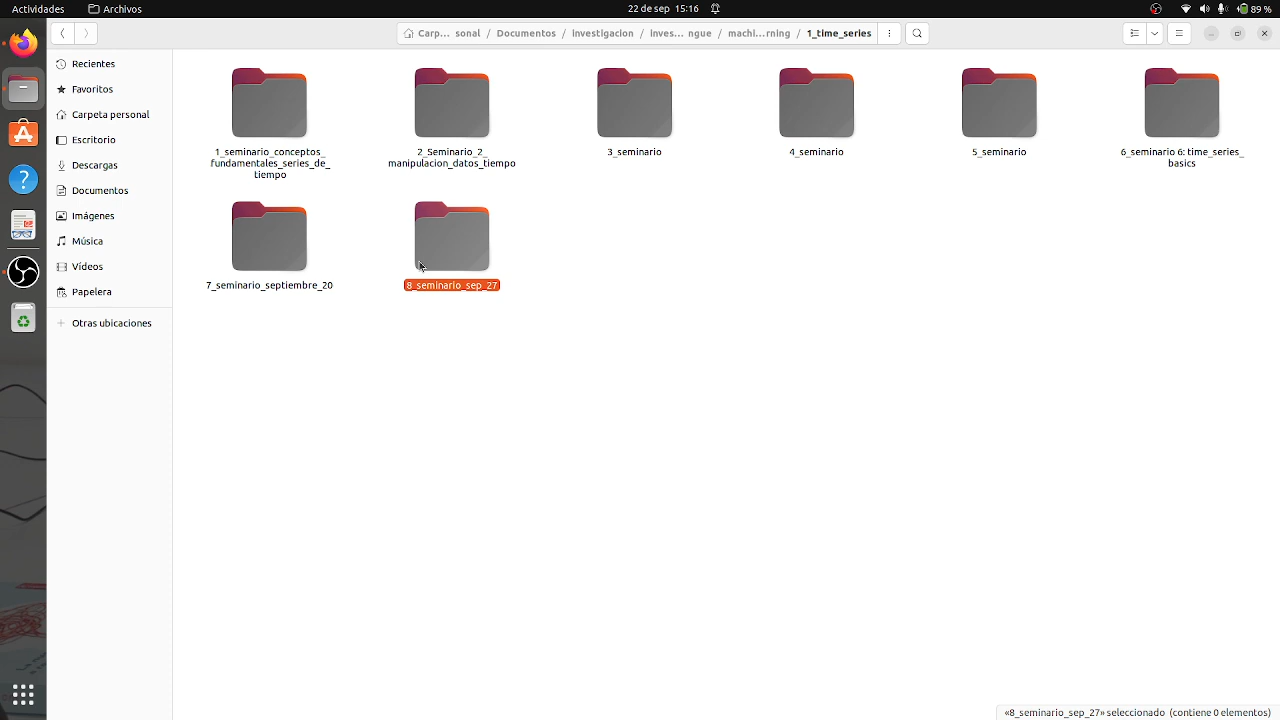 Actividades
Archivos
22 de sep 15:16
89 %
Carp... sonal / Documentos / investigacion / inves... ngue / machi...rning / 1_time_series
Recientes
Favoritos
Carpeta personal
Escritorio
Descargas
Documentos
Imágenes
Música
Vídeos
Papelera
Otras ubicaciones
1_seminario_conceptos_
fundamentales_series_de_
tiempo
2_Seminario_2_
manipulacion_datos_tiempo
3_seminario
4_seminario
5_seminario
6_seminario 6: time_series_
basics
7_seminario_septiembre_20
8_seminario_sep_27
«8_seminario_sep_27» seleccionado (contiene 0 elementos)